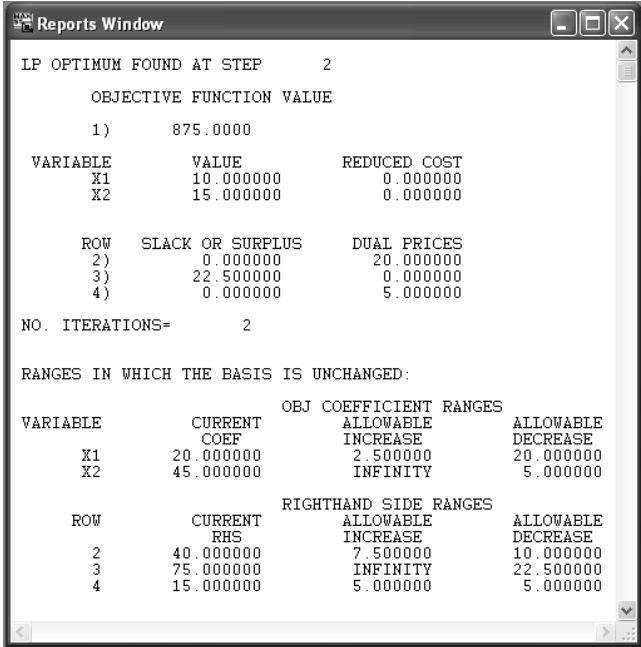 Reports Window
LP OPTIMUM FOUND AT STEP 2
OBJECTIVE FUNCTION VALUE
1) 875.0000
VARIABLE VALUE REDUCED COST
X1 10.000000 0.000000
X2 15.000000 0.000000
ROW SLACK OR SURPLUS DUAL PRICES
2) 0.000000 20.000000
3) 22.500000 0.000000
4) 0.000000 5.000000
NO. ITERATIONS= 2
RANGES IN WHICH THE BASIS IS UNCHANGED:
OBJ COEFFICIENT RANGES
VARIABLE CURRENT ALLOWABLE ALLOWABLE
COEF INCREASE DECREASE
X1 20.000000 2.500000 20.000000
X2 45.000000 INFINITY 5.000000
RIGHTHAND SIDE RANGES
ROW CURRENT ALLOWABLE ALLOWABLE
RHS INCREASE DECREASE
2 40.000000 7.500000 10.000000
3 75.000000 INFINITY 22.500000
4 15.000000 5.000000 5.000000